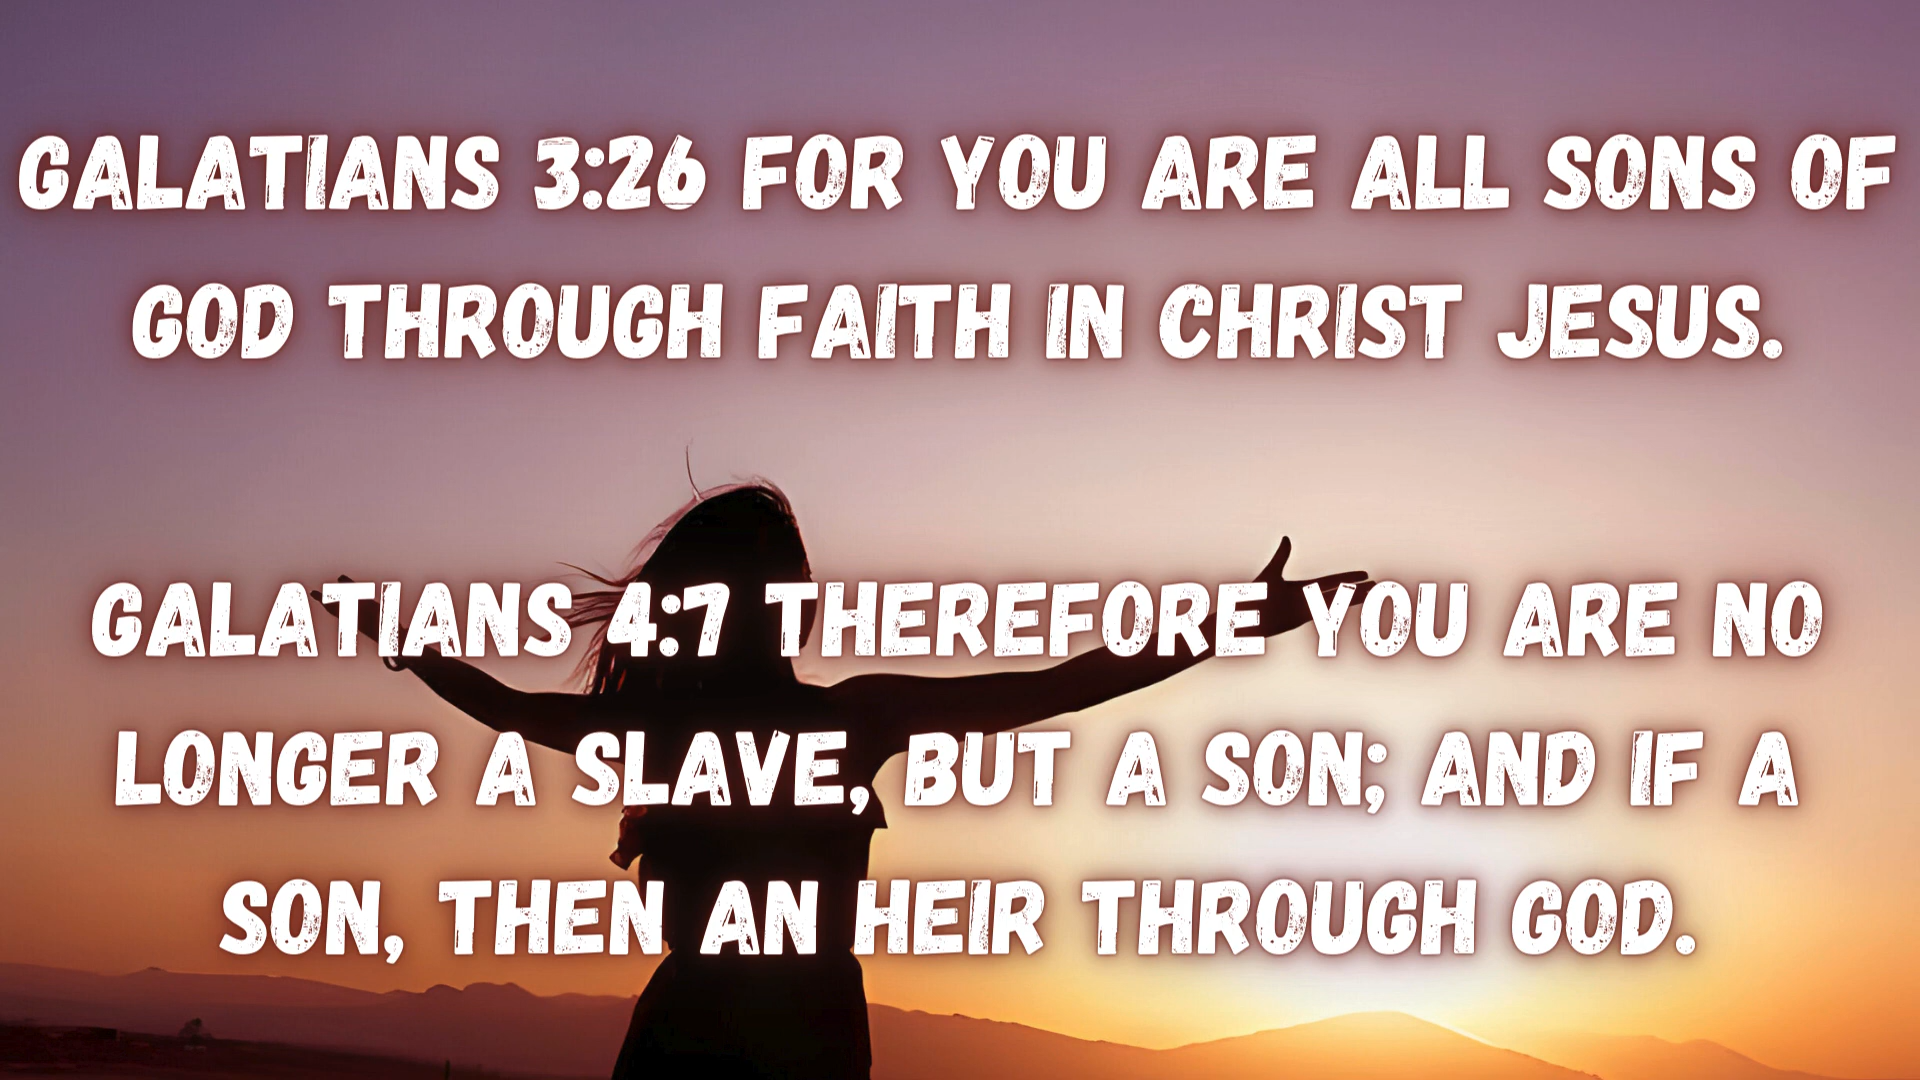 GALATIANS 3:26 FOR YOU ARE ALL SONS OF
GOD THROUGH FAITH IN CHRIST JESUS.
GALATIANS 4:7 THEREFORE YOU ARE NO
LONGER A SLAVE, BUT A SON; AND IF A
SON, THEN AN HEIR THROUGH GOD.